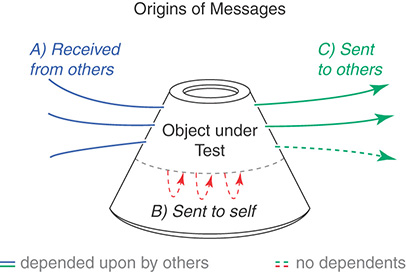 Origins of Messages
A) Received
from others
C) Sent
to others
Object under
Test
B) Sent to self
depended upon by others
no dependents